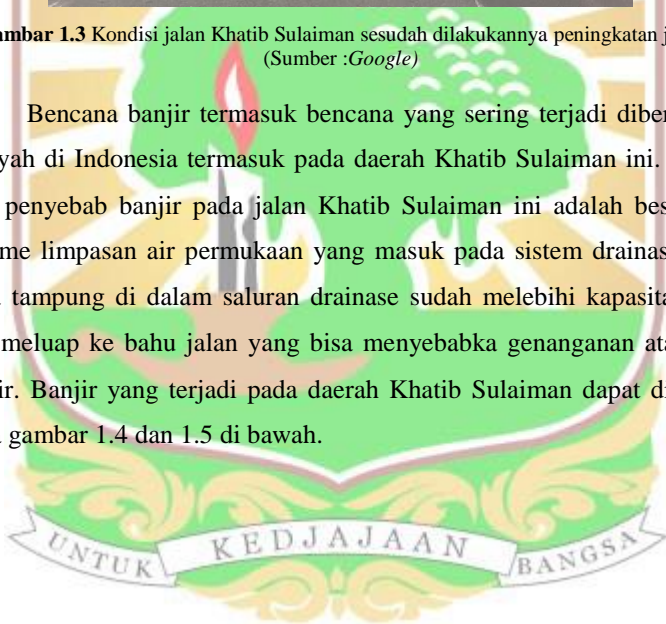 ambar 1.3 Kondisi jalan Khatib Sulaiman sesudah dilakukannya peningkatan j
(Sumber :Google)
Bencana banjir termasuk bencana yang sering terjadi diber
yah di Indonesia termasuk pada daerah Khatib Sulaiman ini.
penyebab banjir pada jalan Khatib Sulaiman ini adalah bes
me limpasan air permukaan yang masuk pada sistem drainas
tampung di dalam saluran drainase sudah melebihi kapasita
meluap ke bahu jalan yang bisa menyebabka genanganan ata
ir. Banjir yang terjadi pada daerah Khatib Sulaiman dapat di
gambar 1.4 dan 1.5 di bawah.
UNTUK KEDJAJAAN BANGSA